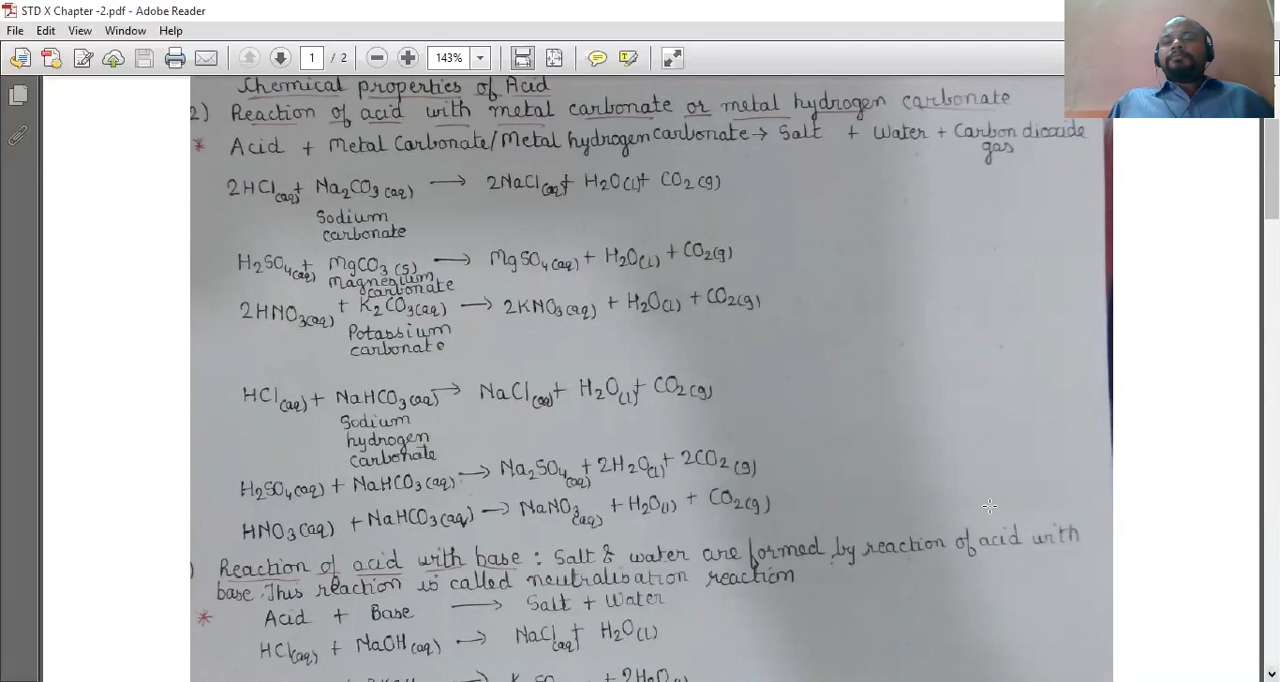 STD X Chapter -2.pdf - Adobe Reader
File Edit View Window Help
1 / 2 143%
Chemical properties of Acid
2) Reaction of acid with metal carbonate or metal hydrogen carbonate
* Acid + Metal Carbonate/Metal hydrogen carbonate → Salt + Water + Carbon dioxide
gas
2HCl(aq) + Na₂CO₃(aq) → 2NaCl(aq) + H₂O(l) + CO₂(g)
Sodium
carbonate
H₂SO₄(aq) + MgCO₃(s) → MgSO₄(aq) + H₂O(l) + CO₂(g)
magnesium
carbonate
2HNO₃(aq) + K₂CO₃(aq) → 2KNO₃(aq) + H₂O(l) + CO₂(g)
Potassium
carbonate
HCl(aq) + NaHCO₃(aq) → NaCl(aq) + H₂O(l) + CO₂(g)
Sodium
hydrogen
carbonate
H₂SO₄(aq) + NaHCO₃(aq) → Na₂SO₄(aq) + 2H₂O(l) + 2CO₂(g)
HNO₃(aq) + NaHCO₃(aq) → NaNO₃(aq) + H₂O(l) + CO₂(g)
) Reaction of acid with base : Salt & water are formed by reaction of acid with
base. This reaction is called neutralisation reaction
* Acid + Base → Salt + Water
HCl(aq) + NaOH(aq) → NaCl(aq) + H₂O(l)
+ 2H₂O(l)